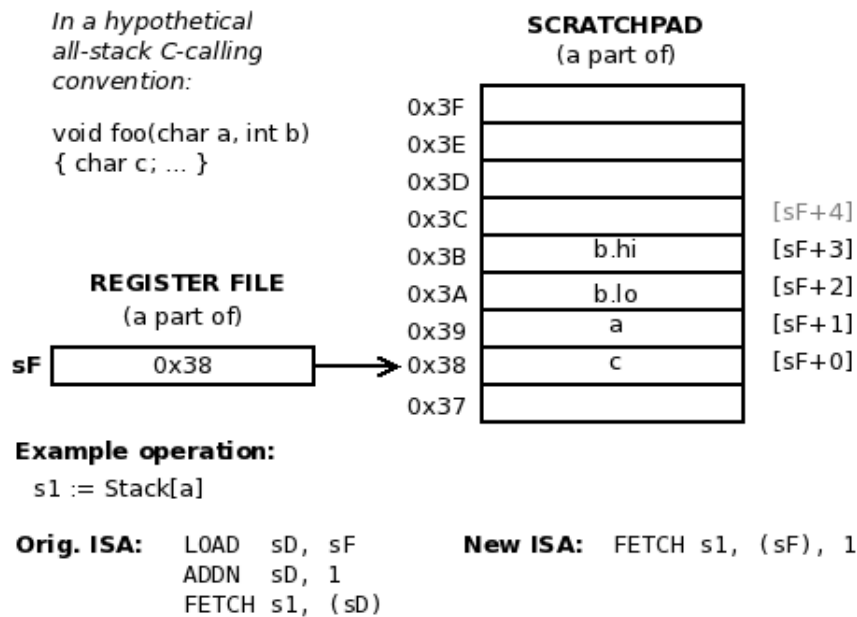 In a hypothetical
all-stack C-calling
convention:
void foo(char a, int b)
{ char c; ... }
SCRATCHPAD
(a part of)
0x3F
0x3E
0x3D
0x3C [sF+4]
0x3B b.hi [sF+3]
0x3A b.lo [sF+2]
0x39 a [sF+1]
0x38 c [sF+0]
0x37
REGISTER FILE
(a part of)
sF 0x38
Example operation:
s1 := Stack[a]
Orig. ISA: LOAD sD, sF
ADDN sD, 1
FETCH s1, (sD)
New ISA: FETCH s1, (sF), 1